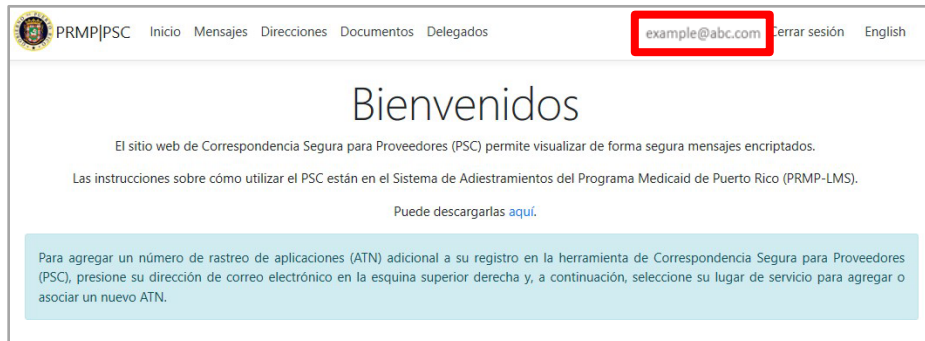 PRMP|PSC Inicio Mensajes Direcciones Documentos Delegados example@abc.com Cerrar sesión English
Bienvenidos
El sitio web de Correspondencia Segura para Proveedores (PSC) permite visualizar de forma segura mensajes encriptados.
Las instrucciones sobre cómo utilizar el PSC están en el Sistema de Adiestramientos del Programa Medicaid de Puerto Rico (PRMP-LMS).
Puede descargarlas aquí.
Para agregar un número de rastreo de aplicaciones (ATN) adicional a su registro en la herramienta de Correspondencia Segura para Proveedores
(PSC), presione su dirección de correo electrónico en la esquina superior derecha y, a continuación, seleccione su lugar de servicio para agregar o
asociar un nuevo ATN.